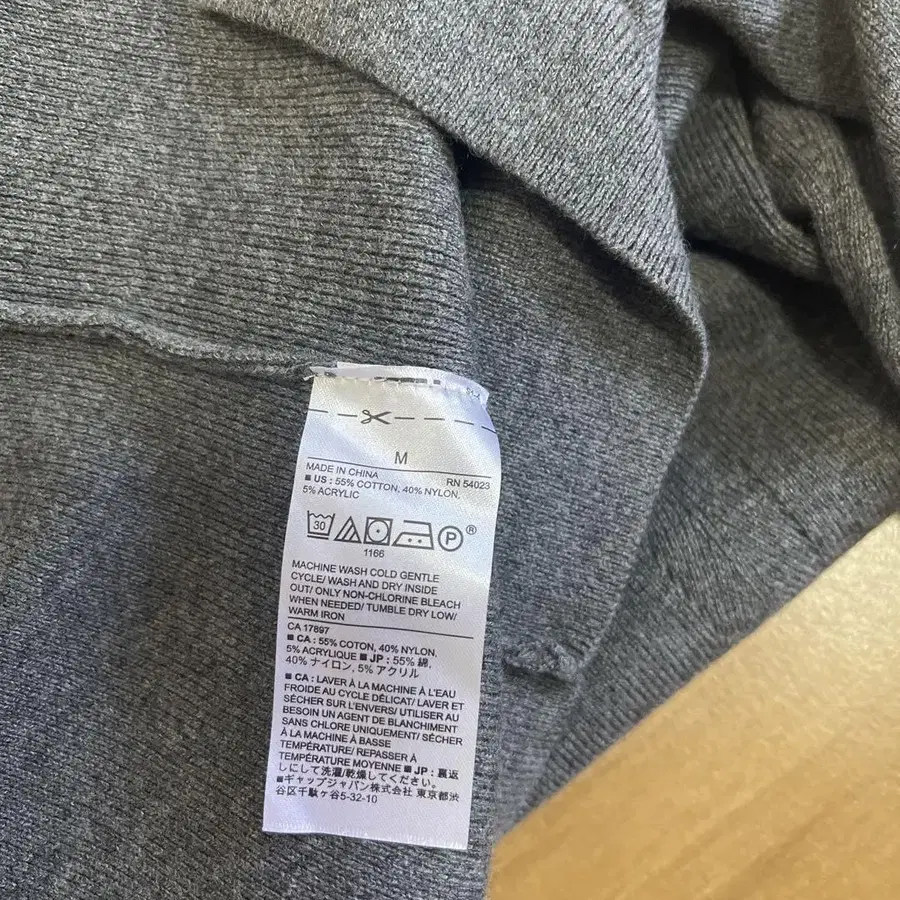 M
MADE IN CHINA RN 54023
■ US : 55% COTTON, 40% NYLON,
5% ACRYLIC
30 P®
1166
MACHINE WASH COLD GENTLE
CYCLE/ WASH AND DRY INSIDE
OUT/ ONLY NON-CHLORINE BLEACH
WHEN NEEDED/ TUMBLE DRY LOW/
WARM IRON
CA 17897
■ CA : 55% COTON, 40% NYLON,
5% ACRYLIQUE ■ JP : 55% 綿,
40% ナイロン, 5% アクリル
■ CA : LAVER À LA MACHINE À L'EAU
FROIDE AU CYCLE DÉLICAT/ LAVER ET
SÉCHER SUR L'ENVERS/ UTILISER AU
BESOIN UN AGENT DE BLANCHIMENT
SANS CHLORE UNIQUEMENT/ SÉCHER
À LA MACHINE À BASSE
TEMPÉRATURE/ REPASSER À
TEMPÉRATURE MOYENNE ■ JP : 裏返
しにして洗濯/乾燥してください。
■ギャップジャパン株式会社 東京都渋
谷区千駄ヶ谷5-32-10